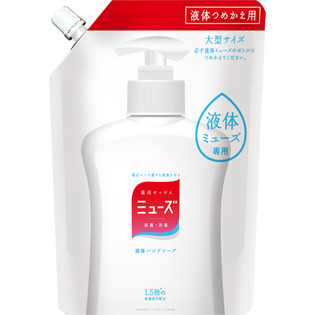 液体つめかえ用
大型サイズ
必ず液体ミューズのボトルに
つめかえてください。
液体
ミューズ
専用
薬用せっけん
ミューズ
殺菌・消毒
液体ハンドソープ
1.5倍